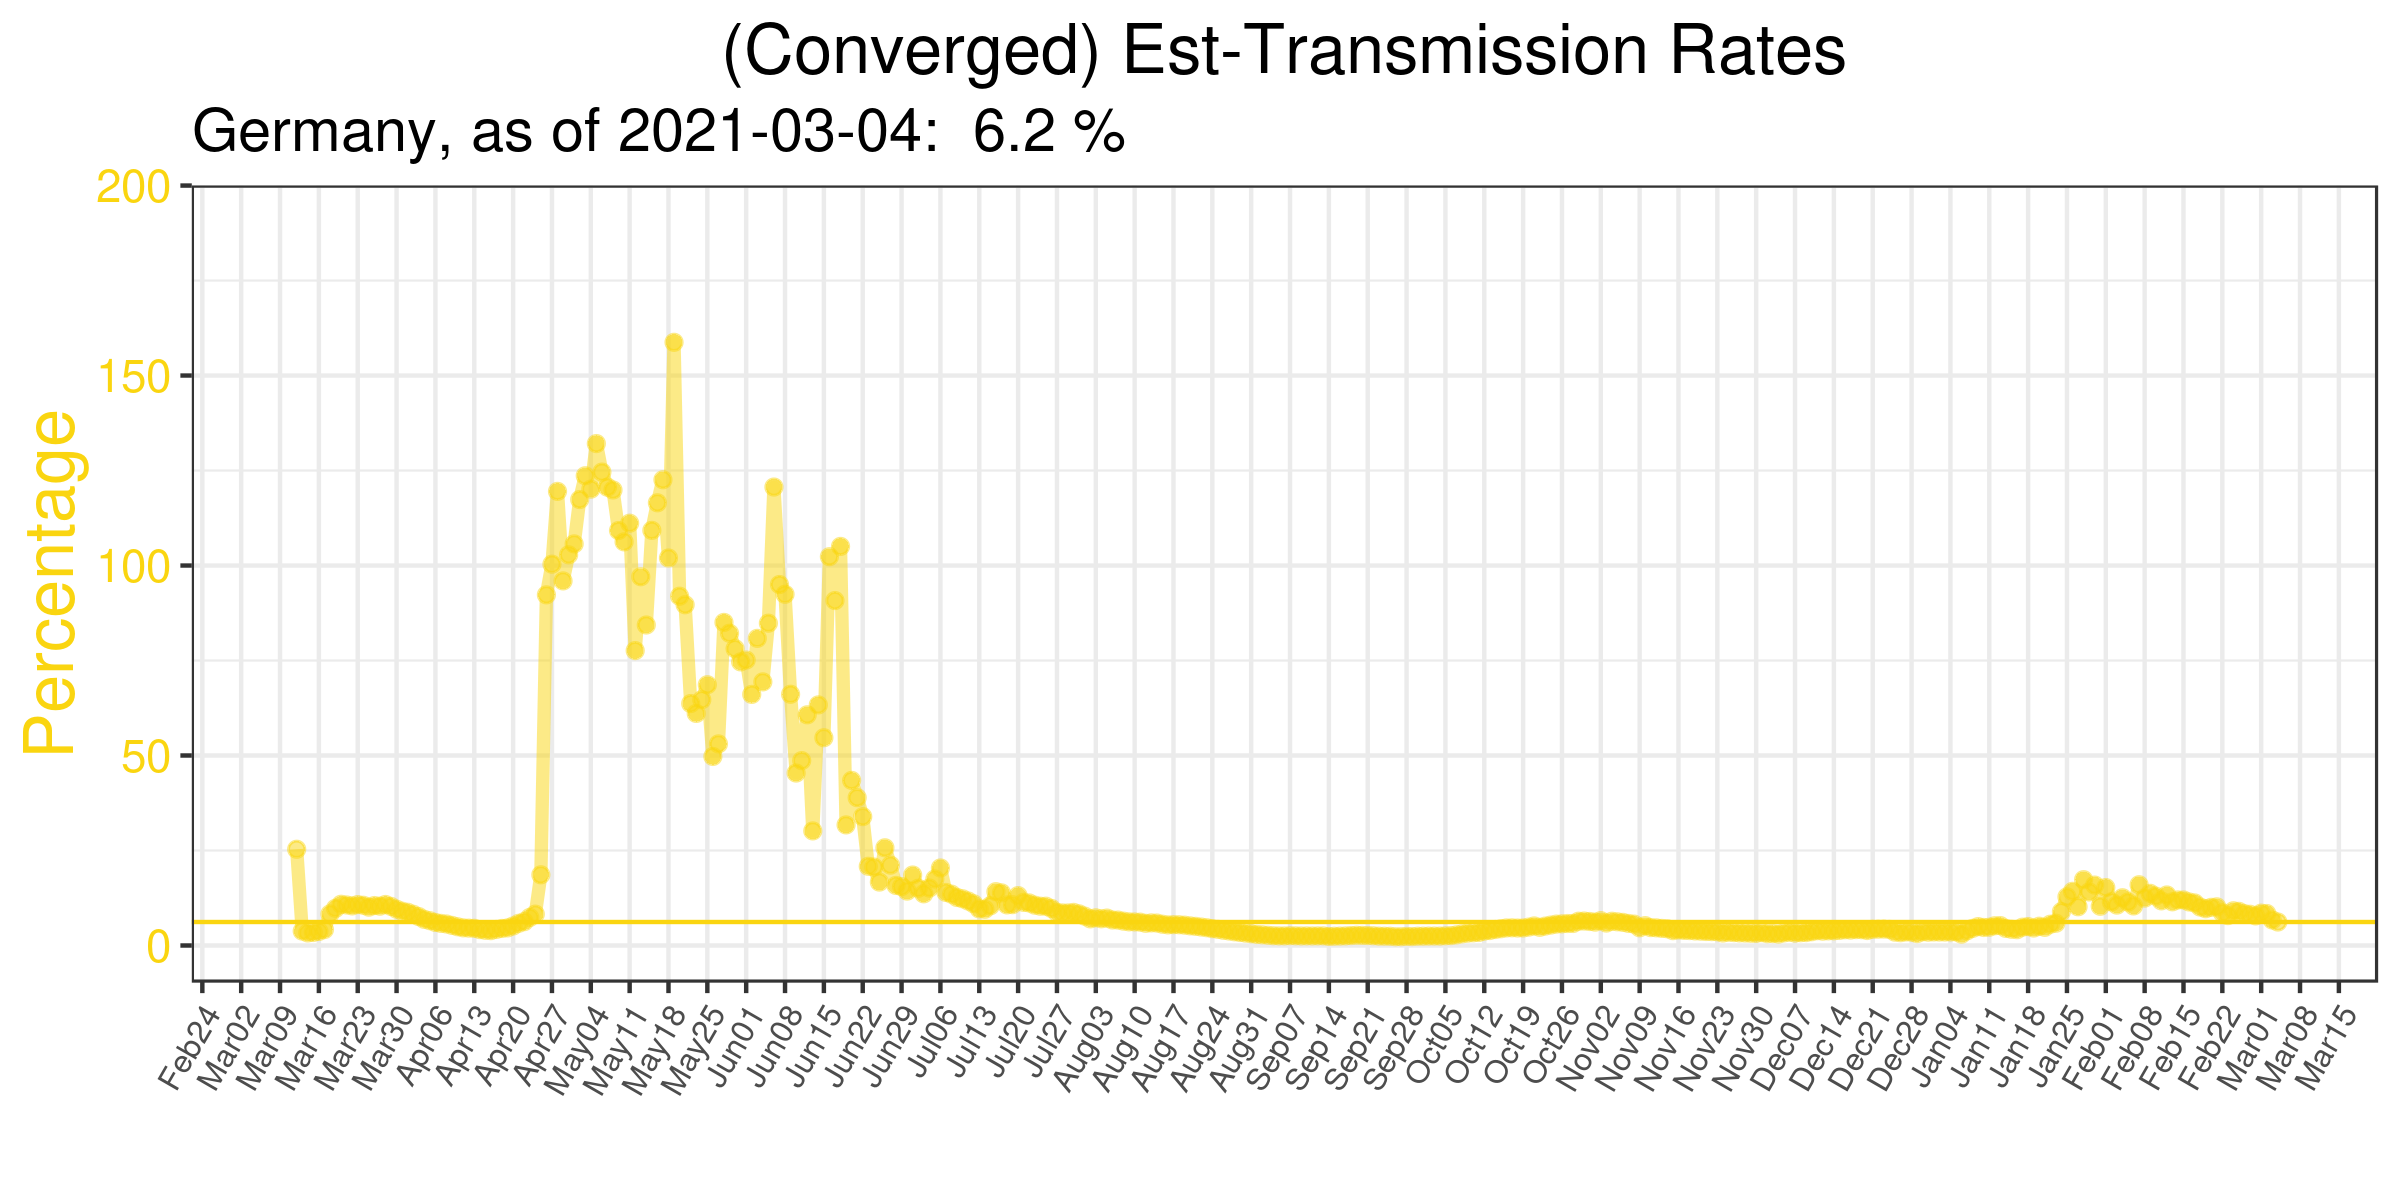 (Converged) Est-Transmission Rates
Germany, as of 2021-03-04:  6.2 %
200
150
100
50
0
Percentage
Feb24
Mar02
Mar09
Mar16
Mar23
Mar30
Apr06
Apr13
Apr20
Apr27
May04
May11
May18
May25
Jun01
Jun08
Jun15
Jun22
Jun29
Jul06
Jul13
Jul20
Jul27
Aug03
Aug10
Aug17
Aug24
Aug31
Sep07
Sep14
Sep21
Sep28
Oct05
Oct12
Oct19
Oct26
Nov02
Nov09
Nov16
Nov23
Nov30
Dec07
Dec14
Dec21
Dec28
Jan04
Jan11
Jan18
Jan25
Feb01
Feb08
Feb15
Feb22
Mar01
Mar08
Mar15